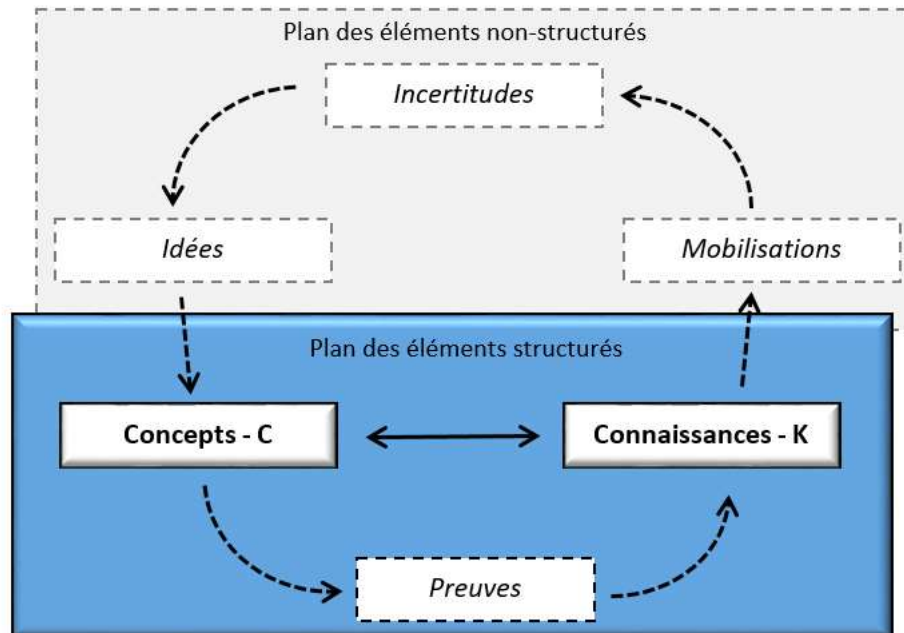 Plan des éléments non-structurés
Incertitudes
Idées
Mobilisations
Plan des éléments structurés
Concepts - C
Connaissances - K
Preuves